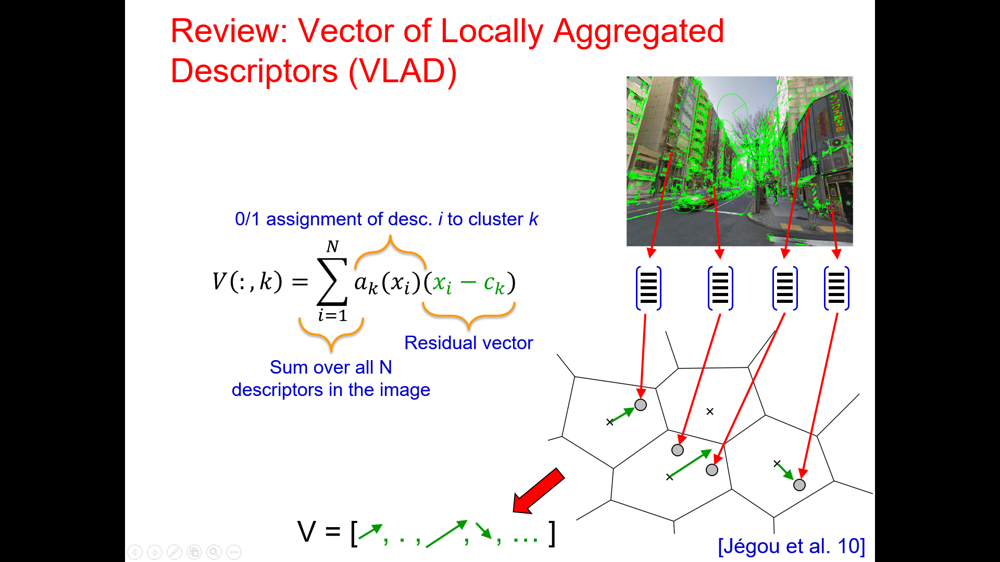 Review: Vector of Locally Aggregated
Descriptors (VLAD)
0/1 assignment of desc. i to cluster k
V(:,k) = ∑_{i=1}^{N} a_k(x_i)(x_i − c_k)
Residual vector
Sum over all N
descriptors in the image
V = [ , . , , , … ]
[Jégou et al. 10]